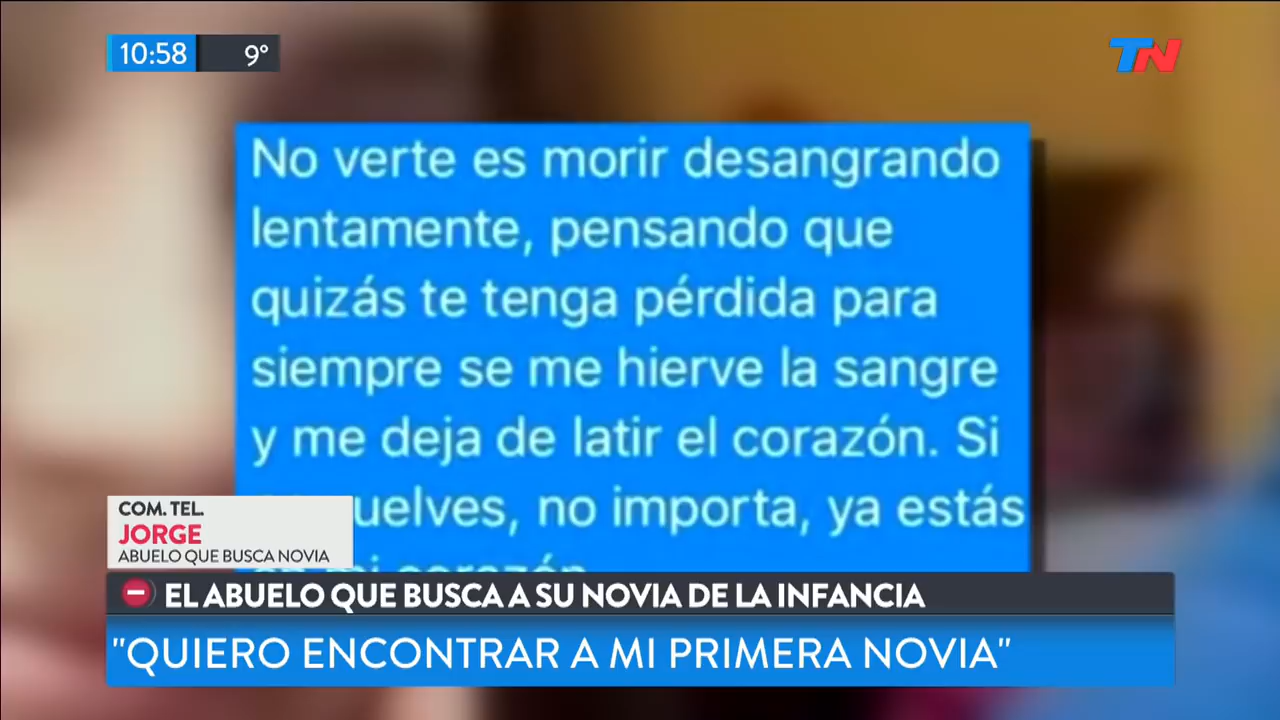 10:58 9°
TN
No verte es morir desangrando
lentamente, pensando que
quizás te tenga pérdida para
siempre se me hierve la sangre
y me deja de latir el corazón. Si
importa, ya estás
COM. TEL.
JORGE
ABUELO QUE BUSCA NOVIA
EL ABUELO QUE BUSCA A SU NOVIA DE LA INFANCIA
"QUIERO ENCONTRAR A MI PRIMERA NOVIA"